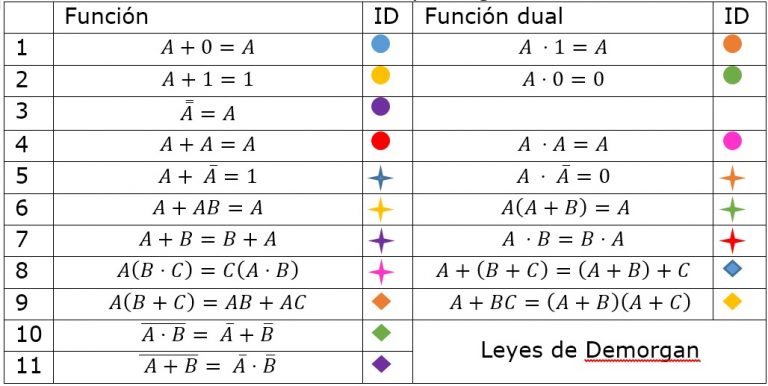 Función ID Función dual ID
1 A + 0 = A A · 1 = A
2 A + 1 = 1 A · 0 = 0
3 A̿ = A
4 A + A = A A · A = A
5 A + Ā = 1 A · Ā = 0
6 A + AB = A A(A + B) = A
7 A + B = B + A A · B = B · A
8 A(B · C) = C(A · B) A + (B + C) = (A + B) + C
9 A(B + C) = AB + AC A + BC = (A + B)(A + C)
10 A̅ ̅·̅ ̅B̅ = Ā + B̅
11 A̅ ̅+̅ ̅B̅ = Ā · B̅
Leyes de Demorgan